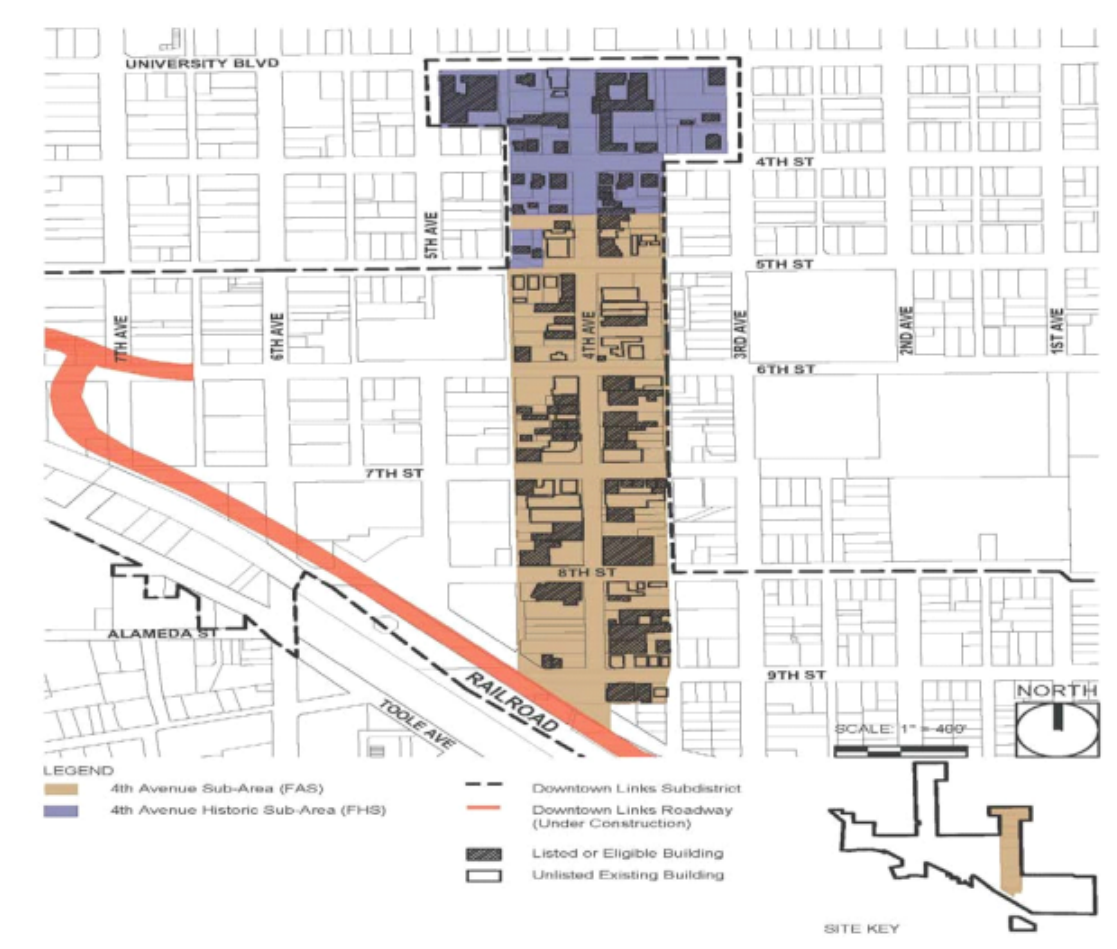 UNIVERSITY BLVD
4TH ST
5TH AVE
5TH ST
7TH AVE
6TH AVE
4TH AVE
3RD AVE
2ND AVE
1ST AVE
6TH ST
7TH ST
8TH ST
ALAMEDA ST
9TH ST
RAILROAD
TOOLE AVE
NORTH
SCALE: 1" = 400'
LEGEND
4th Avenue Sub-Area (FAS)
4th Avenue Historic Sub-Area (FHS)
Downtown Links Subdistrict
Downtown Links Roadway
(Under Construction)
Listed or Eligible Building
Unlisted Existing Building
SITE KEY